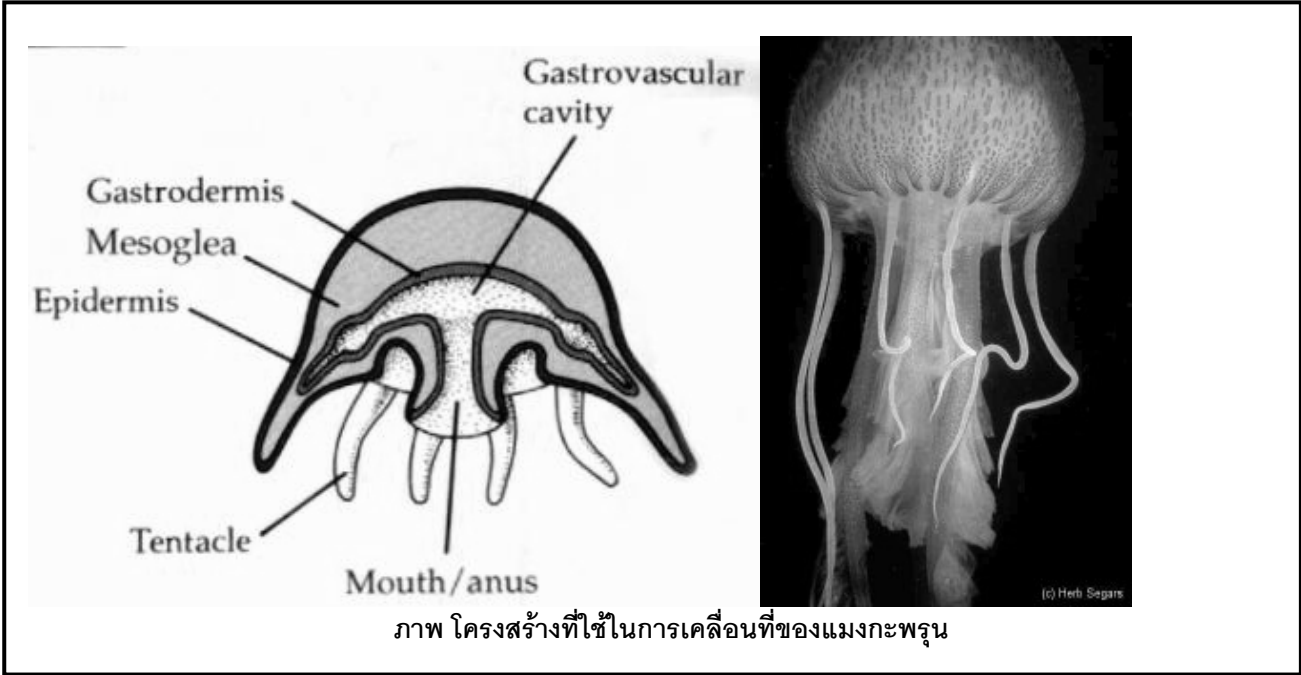 Gastrovascular
cavity
Gastrodermis
Mesoglea
Epidermis
Tentacle
Mouth/anus
(c) Herb Segars
ภาพ โครงสร้างที่ใช้ในการเคลื่อนที่ของแมงกะพรุน